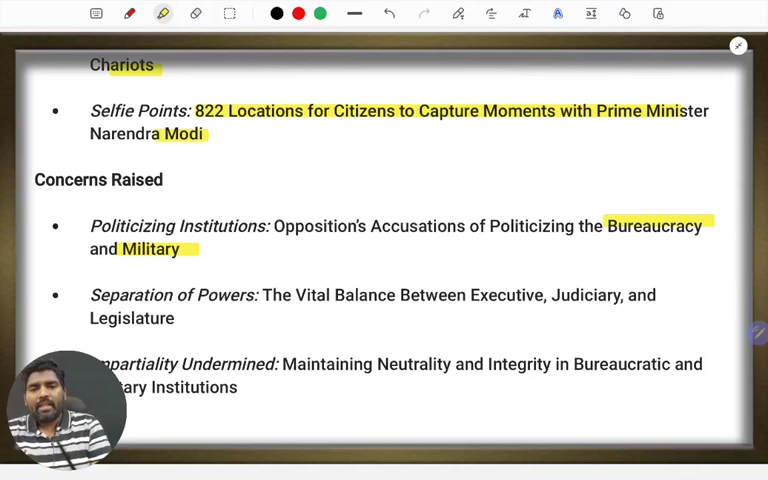 Chariots
• Selfie Points: 822 Locations for Citizens to Capture Moments with Prime Minister
Narendra Modi
Concerns Raised
• Politicizing Institutions: Opposition's Accusations of Politicizing the Bureaucracy
and Military
• Separation of Powers: The Vital Balance Between Executive, Judiciary, and
Legislature
Undermined: Maintaining Neutrality and Integrity in Bureaucratic and
Institutions